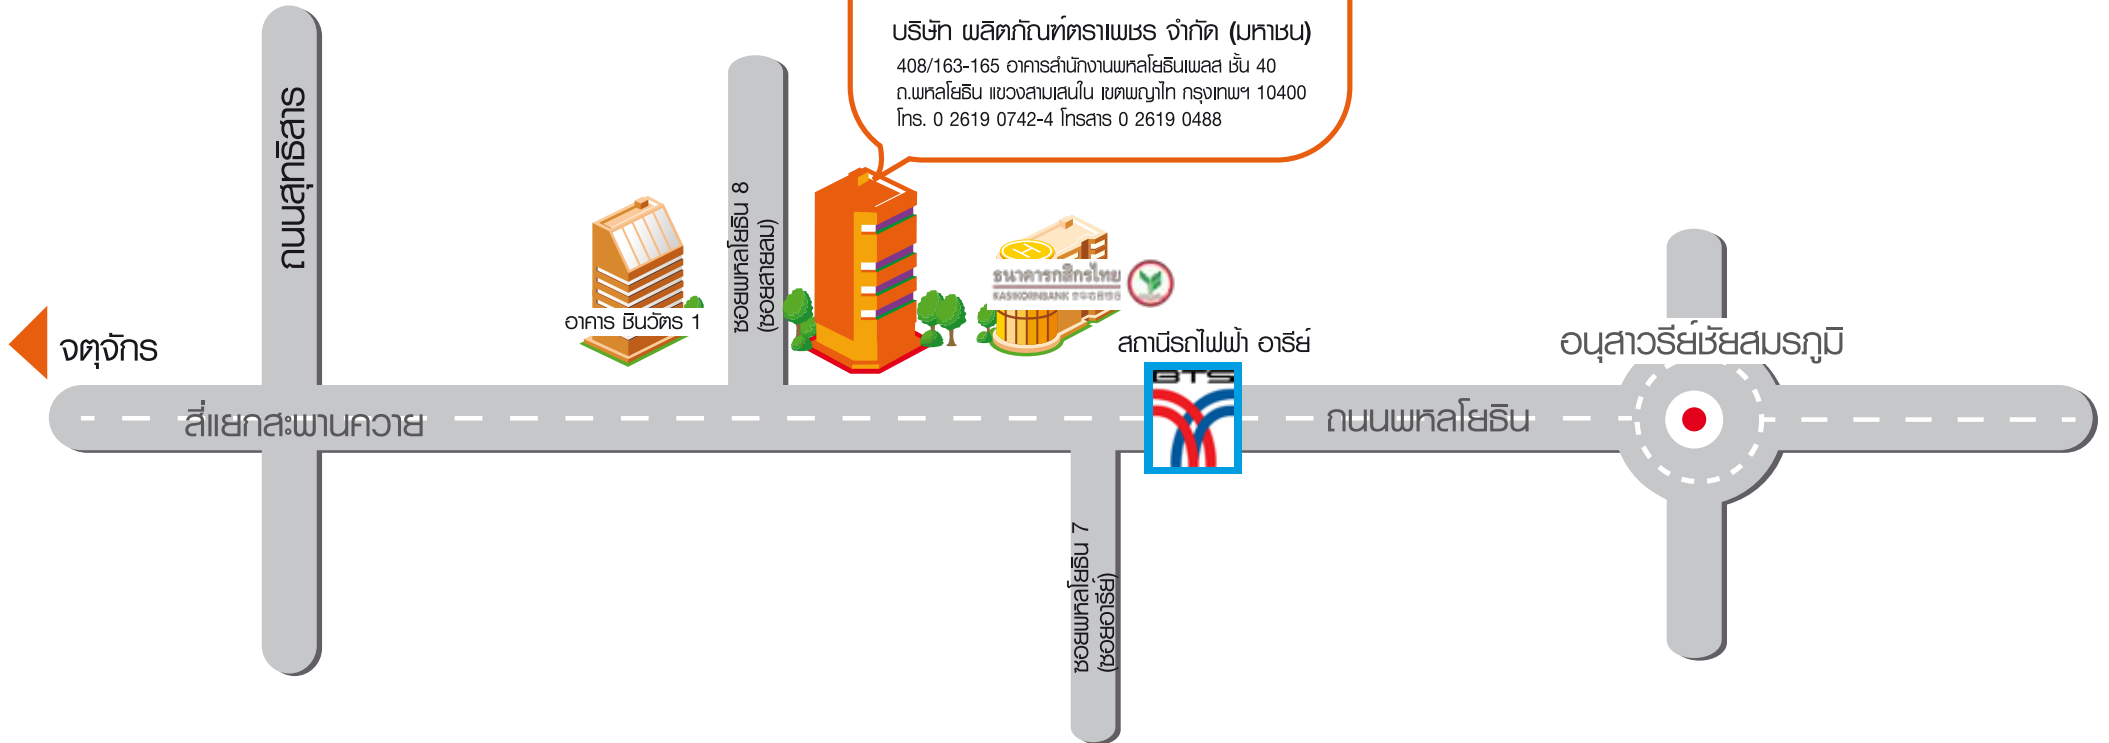 บริษัท ผลิตภัณฑ์ตราเพชร จำกัด (มหาชน)
408/163-165 อาคารสำนักงานพหลโยธินเพลส ชั้น 40
ถ.พหลโยธิน แขวงสามเสนใน เขตพญาไท กรุงเทพฯ 10400
โทร. 0 2619 0742-4 โทรสาร 0 2619 0488
ถนนสุทธิสาร
ซอยพหลโยธิน 8
(ซอยสายลม)
ธนาคารกสิกรไทย
KASIKORNBANK
อาคาร ชินวัตร 1
สถานีรถไฟฟ้า อารีย์
อนุสาวรีย์ชัยสมรภูมิ
จตุจักร
BTS
สี่แยกสะพานควาย
ถนนพหลโยธิน
ซอยพหลโยธิน 7
(ซอยอารีย์)
H